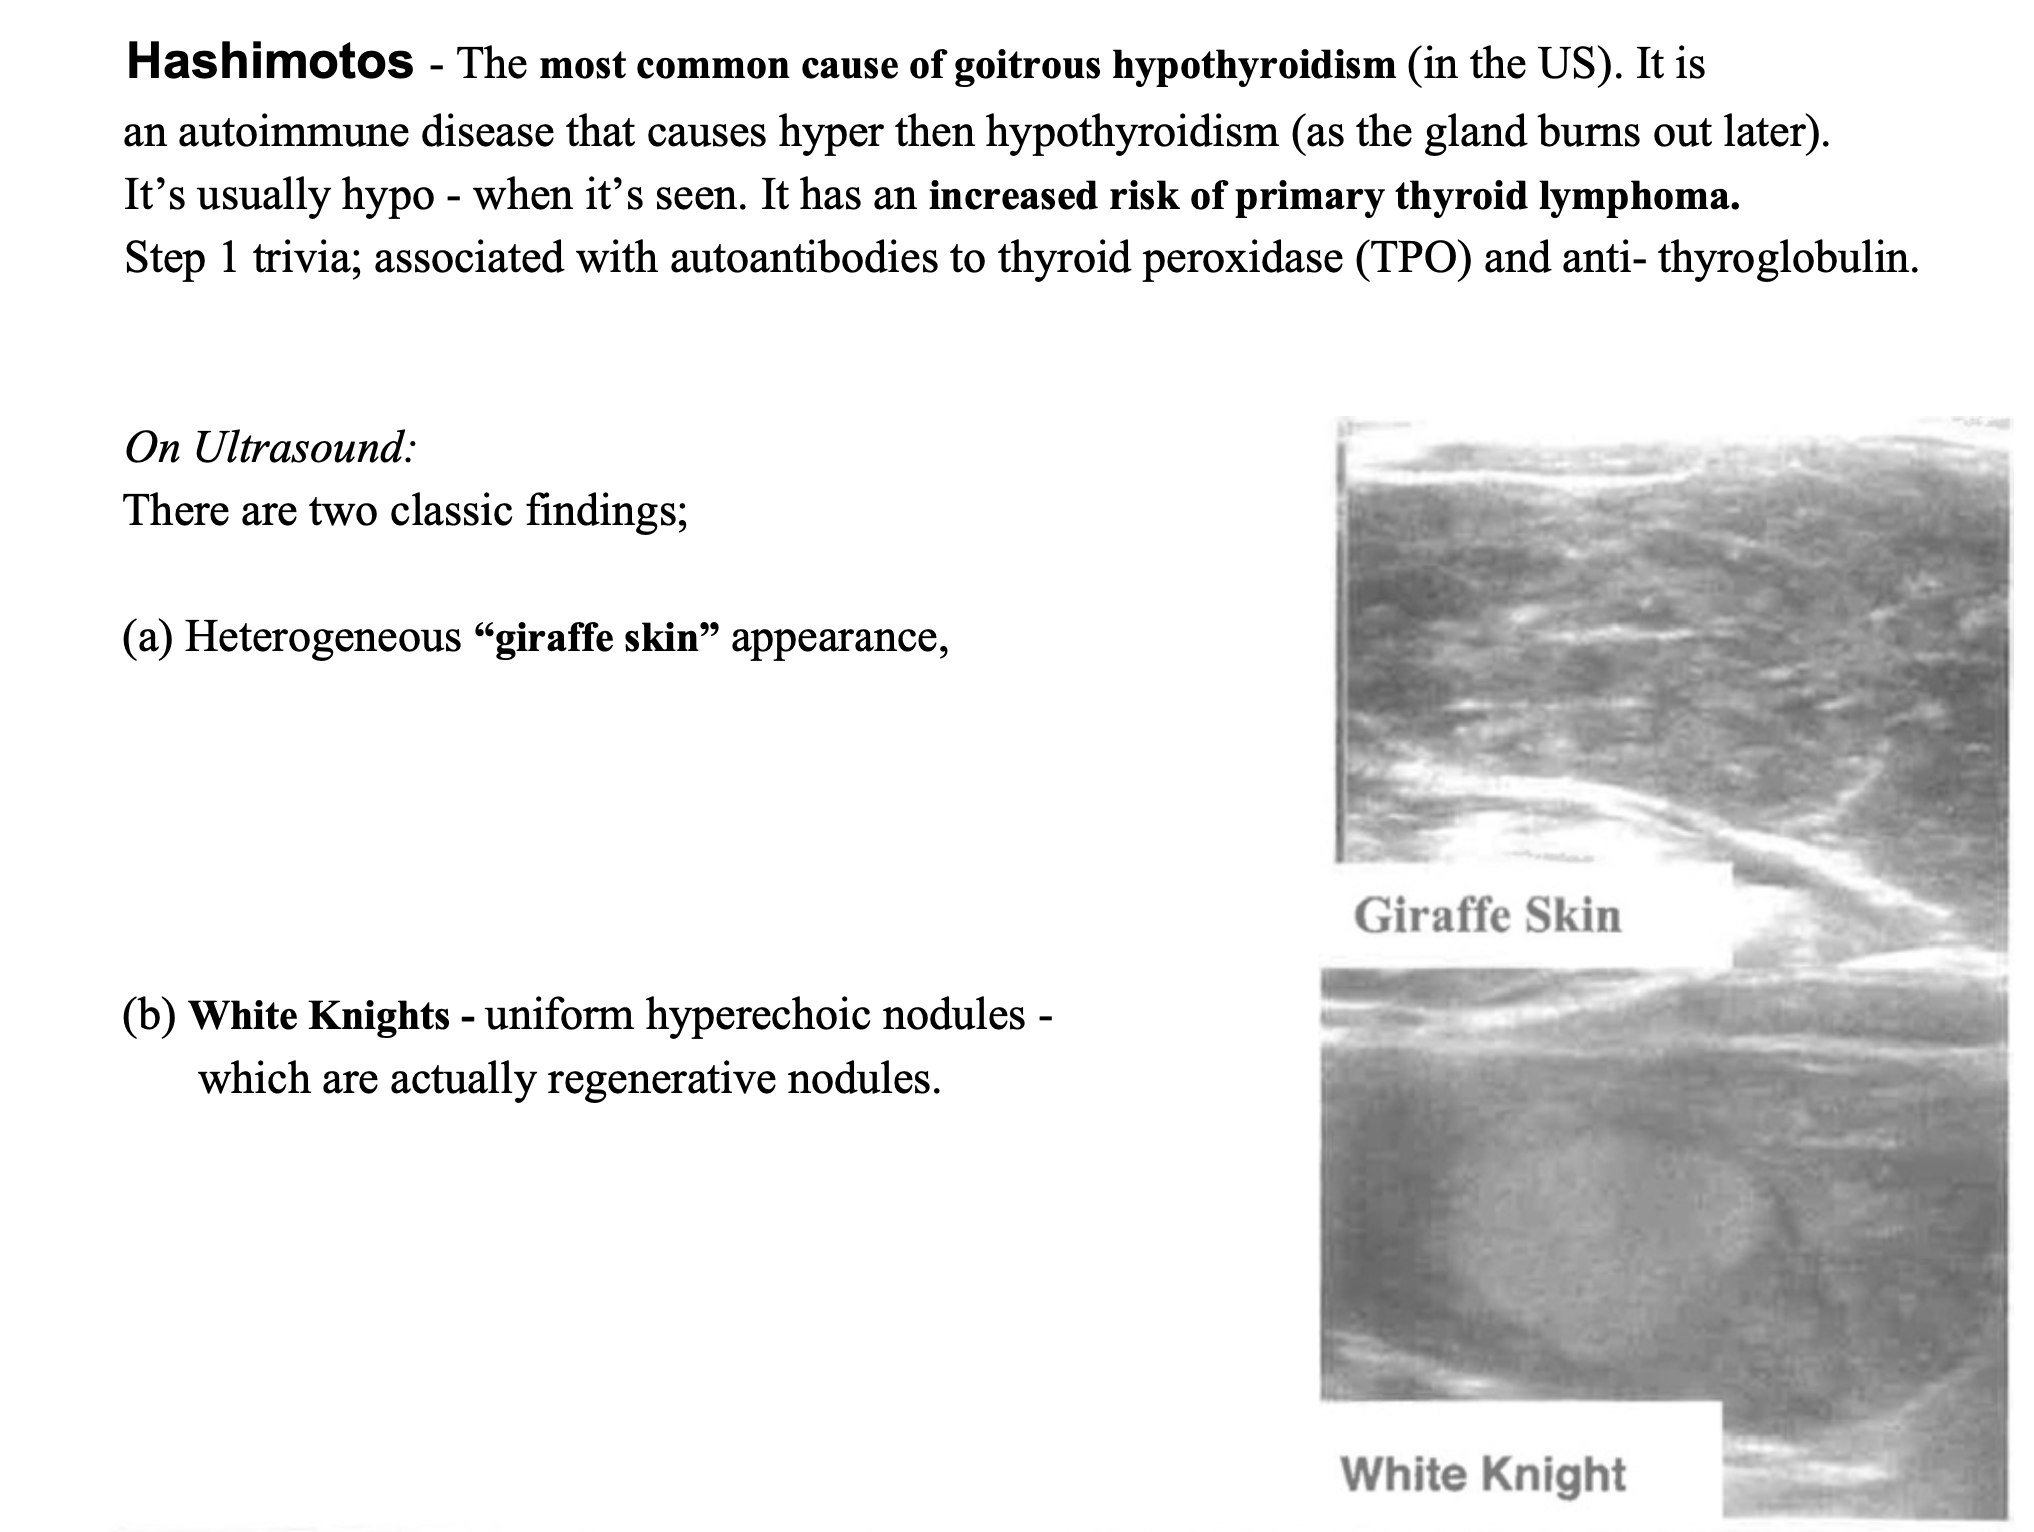 Hashimotos - The most common cause of goitrous hypothyroidism (in the US). It is
an autoimmune disease that causes hyper then hypothyroidism (as the gland burns out later).
It’s usually hypo - when it’s seen. It has an increased risk of primary thyroid lymphoma.
Step 1 trivia; associated with autoantibodies to thyroid peroxidase (TPO) and anti- thyroglobulin.
On Ultrasound:
There are two classic findings;
(a) Heterogeneous “giraffe skin” appearance,
Giraffe Skin
(b) White Knights - uniform hyperechoic nodules -
which are actually regenerative nodules.
White Knight